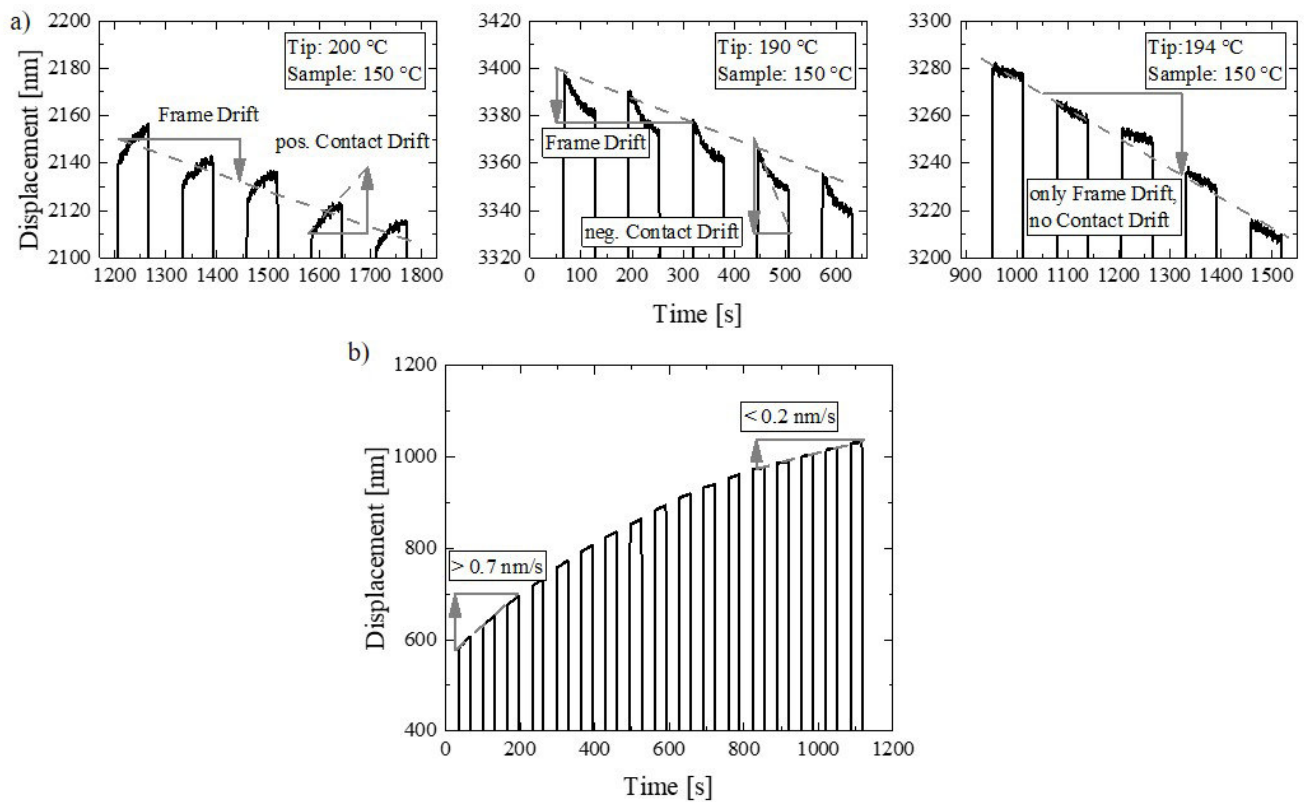 a)
Displacement [nm]
2200
2180
2160
2140
2120
2100
Tip: 200 °C
Sample: 150 °C
Frame Drift
pos. Contact Drift
1200 1300 1400 1500 1600 1700 1800
3420
3400
3380
3360
3340
3320
Tip: 190 °C
Sample: 150 °C
Frame Drift
neg. Contact Drift
0 100 200 300 400 500 600
3300
3280
3260
3240
3220
3200
Tip:194 °C
Sample: 150 °C
only Frame Drift,
no Contact Drift
900 1000 1100 1200 1300 1400 1500
Time [s]
b)
Displacement [nm]
1200
1000
800
600
400
< 0.2 nm/s
> 0.7 nm/s
0 200 400 600 800 1000 1200
Time [s]